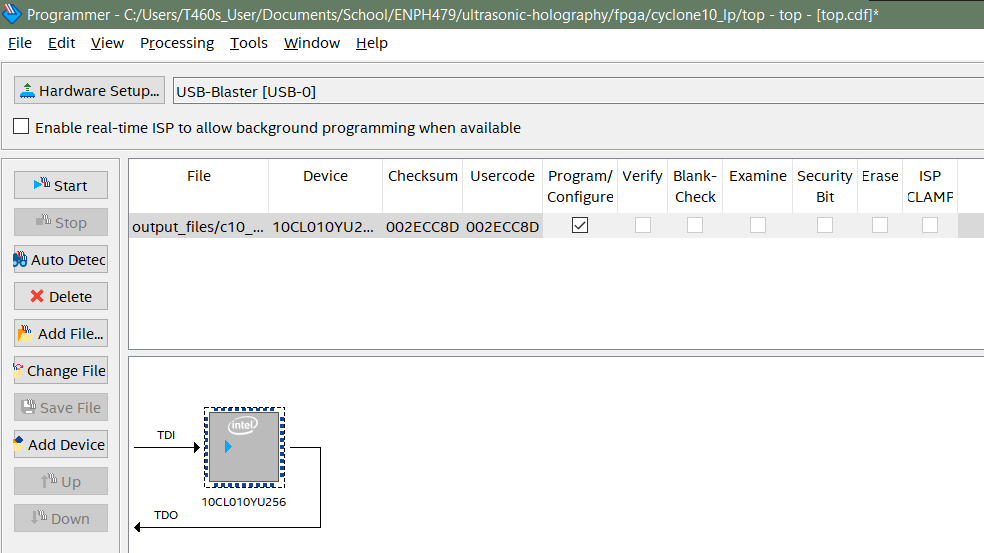 Programmer - C:/Users/T460s_User/Documents/School/ENPH479/ultrasonic-holography/fpga/cyclone10_lp/top - top - [top.cdf]*
File Edit View Processing Tools Window Help
Hardware Setup... USB-Blaster [USB-0]
Enable real-time ISP to allow background programming when available
Start
Stop
Auto Detec
Delete
Add File...
Change File
Save File
Add Device
Up
Down
File Device Checksum Usercode Program/ Verify Blank- Examine Security Erase ISP
Configure Check Bit CLAMP
output_files/c10_... 10CL010YU2... 002ECC8D 002ECC8D
intel
TDI
10CL010YU256
TDO